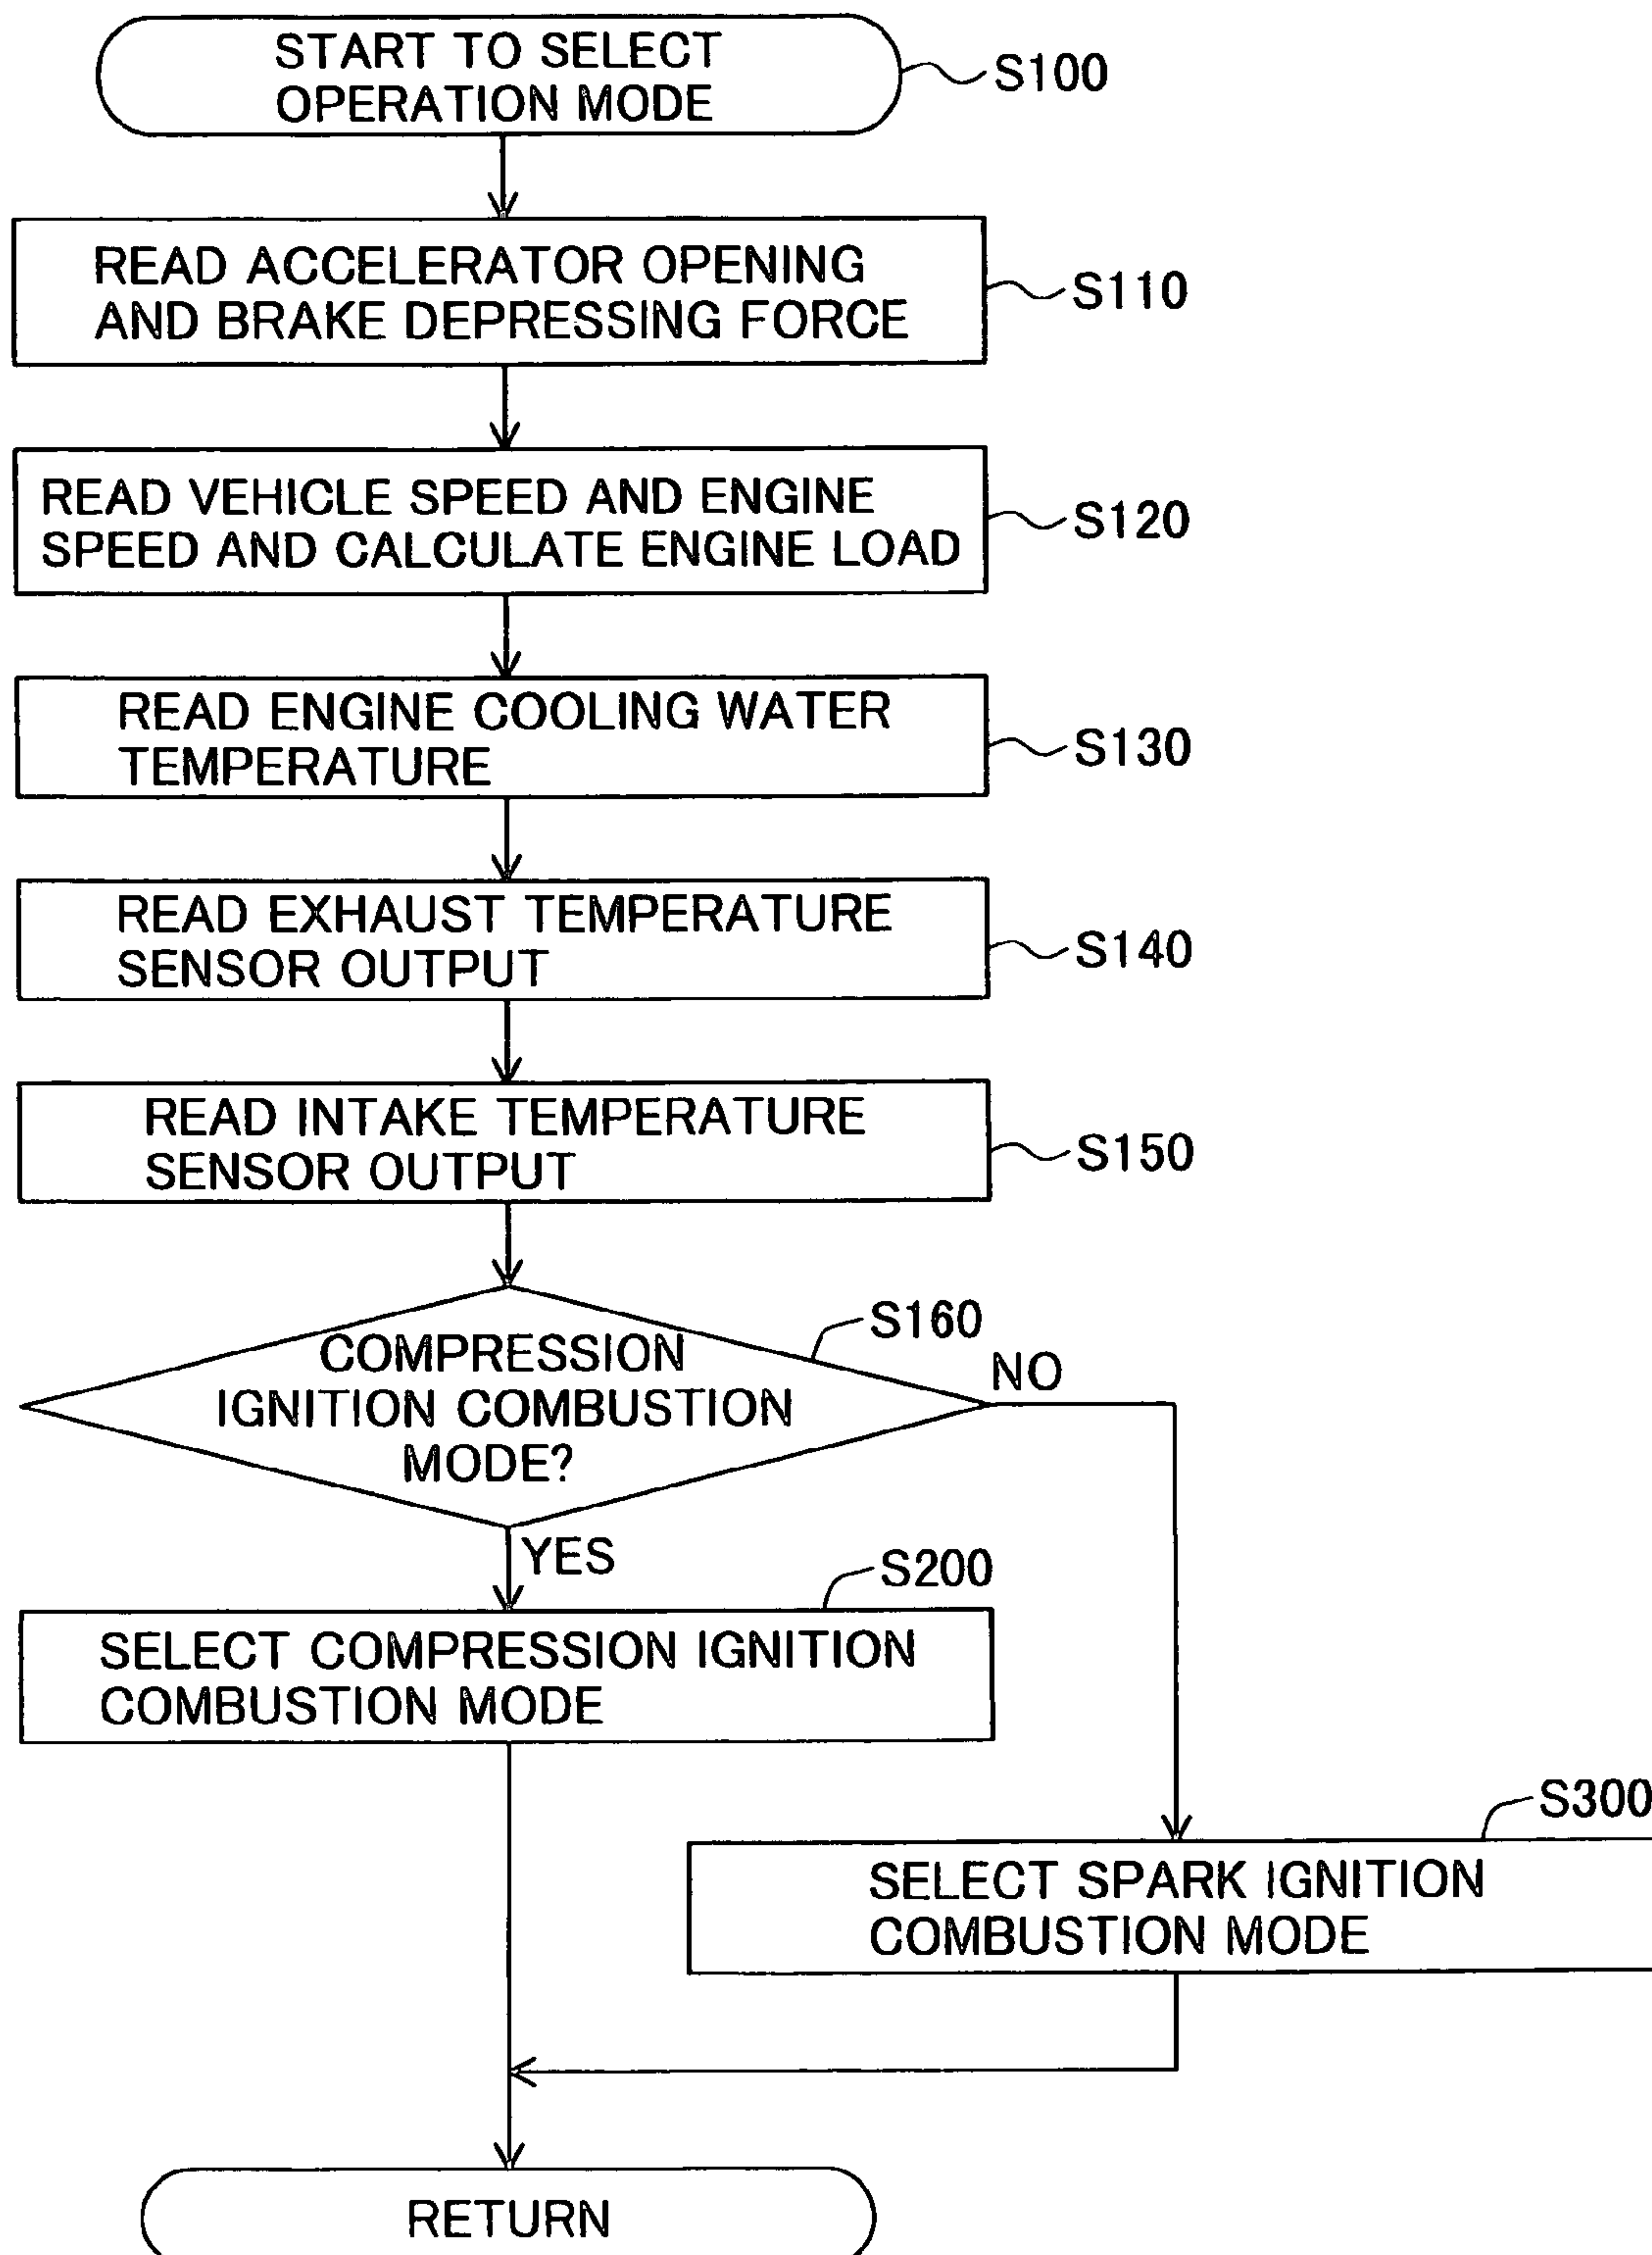 START TO SELECT
OPERATION MODE
S100
READ ACCELERATOR OPENING
AND BRAKE DEPRESSING FORCE
S110
READ VEHICLE SPEED AND ENGINE
SPEED AND CALCULATE ENGINE LOAD
S120
READ ENGINE COOLING WATER
TEMPERATURE
S130
READ EXHAUST TEMPERATURE
SENSOR OUTPUT
S140
READ INTAKE TEMPERATURE
SENSOR OUTPUT
S150
S160
COMPRESSION
IGNITION COMBUSTION
MODE?
NO
YES
S200
SELECT COMPRESSION IGNITION
COMBUSTION MODE
S300
SELECT SPARK IGNITION
COMBUSTION MODE
RETURN